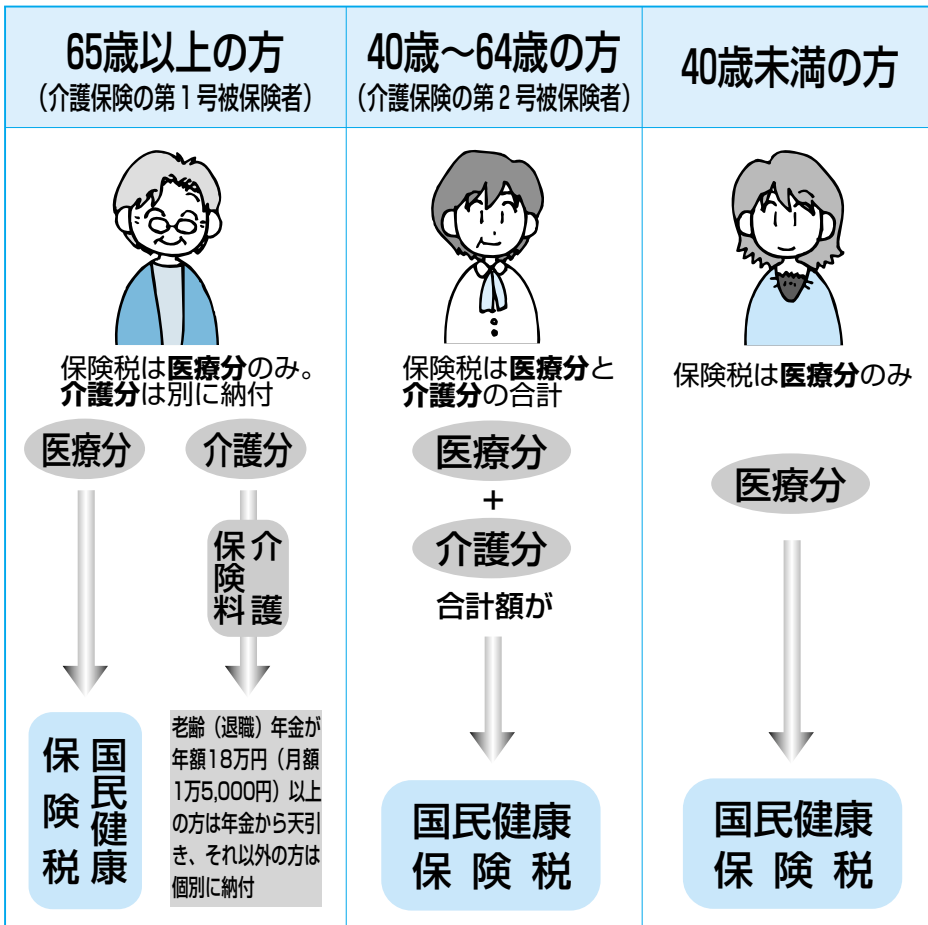 65歳以上の方
（介護保険の第１号被保険者）
保険税は医療分のみ。
介護分は別に納付
医療分
国民健康
保険税
介護分
介護
保険料
老齢（退職）年金が
年額18万円（月額
1万5,000円）以上
の方は年金から天引
き、それ以外の方は
個別に納付
40歳〜64歳の方
（介護保険の第２号被保険者）
保険税は医療分と
介護分の合計
医療分
+
介護分
合計額が
国民健康
保険税
40歳未満の方
保険税は医療分のみ
医療分
国民健康
保険税